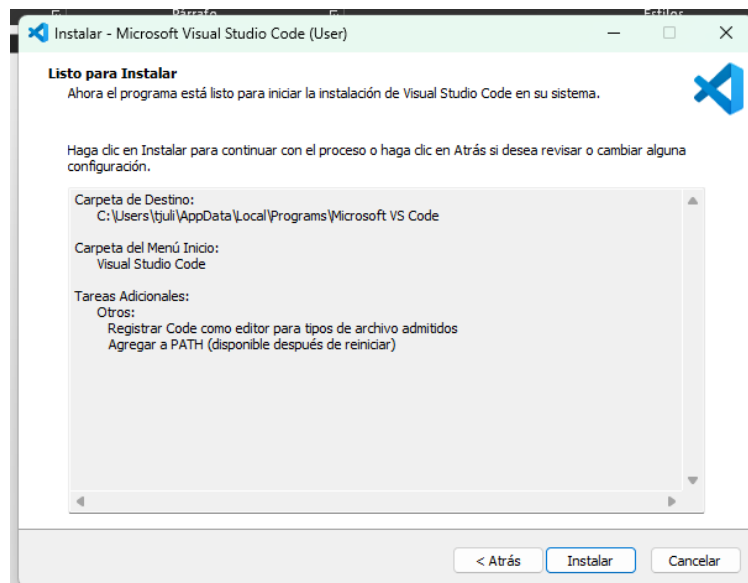 Párrafo
Estilos
Instalar - Microsoft Visual Studio Code (User)
Listo para Instalar
Ahora el programa está listo para iniciar la instalación de Visual Studio Code en su sistema.
Haga clic en Instalar para continuar con el proceso o haga clic en Atrás si desea revisar o cambiar alguna
configuración.
Carpeta de Destino:
C:\Users\tjuli\AppData\Local\Programs\Microsoft VS Code
Carpeta del Menú Inicio:
Visual Studio Code
Tareas Adicionales:
Otros:
Registrar Code como editor para tipos de archivo admitidos
Agregar a PATH (disponible después de reiniciar)
< Atrás
Instalar
Cancelar